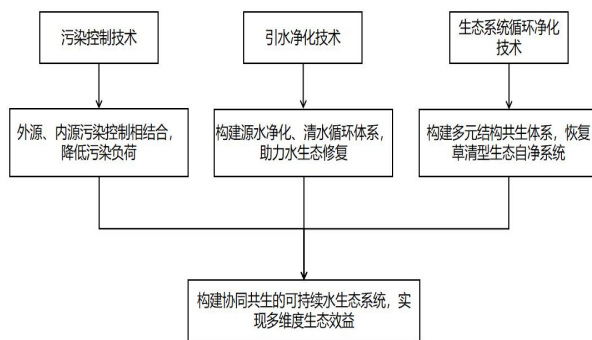 污染控制技术
引水净化技术
生态系统循环净化
技术
外源、内源污染控制相结合，
降低污染负荷
构建源水净化、清水循环体系，
助力水生态修复
构建多元结构共生体系，恢复
草清型生态自净系统
构建协同共生的可持续水生态系统，实
现多维度生态效益